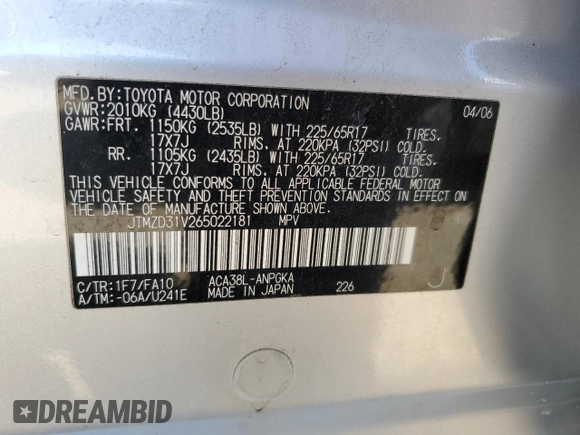 MFD.BY:TOYOTA MOTOR CORPORATION 04/06
GVWR:2010KG (4430LB)
GAWR:FRT. 1150KG (2535LB) WITH 225/65R17 TIRES,
17X7J RIMS, AT 220KPA (32PSI) COLD.
RR. 1105KG (2435LB) WITH 225/65R17 TIRES,
17X7J RIMS, AT 220KPA (32PSI) COLD.
THIS VEHICLE CONFORMS TO ALL APPLICABLE FEDERAL MOTOR
VEHICLE SAFETY AND THEFT PREVENTION STANDARDS IN EFFECT ON
THE DATE OF MANUFACTURE SHOWN ABOVE.
JTMZD31V265022181 MPV
C/TR:1F7/FA10 ACA38L-ANPGKA
A/TM:-06A/U241E MADE IN JAPAN 226 J
DREAMBID